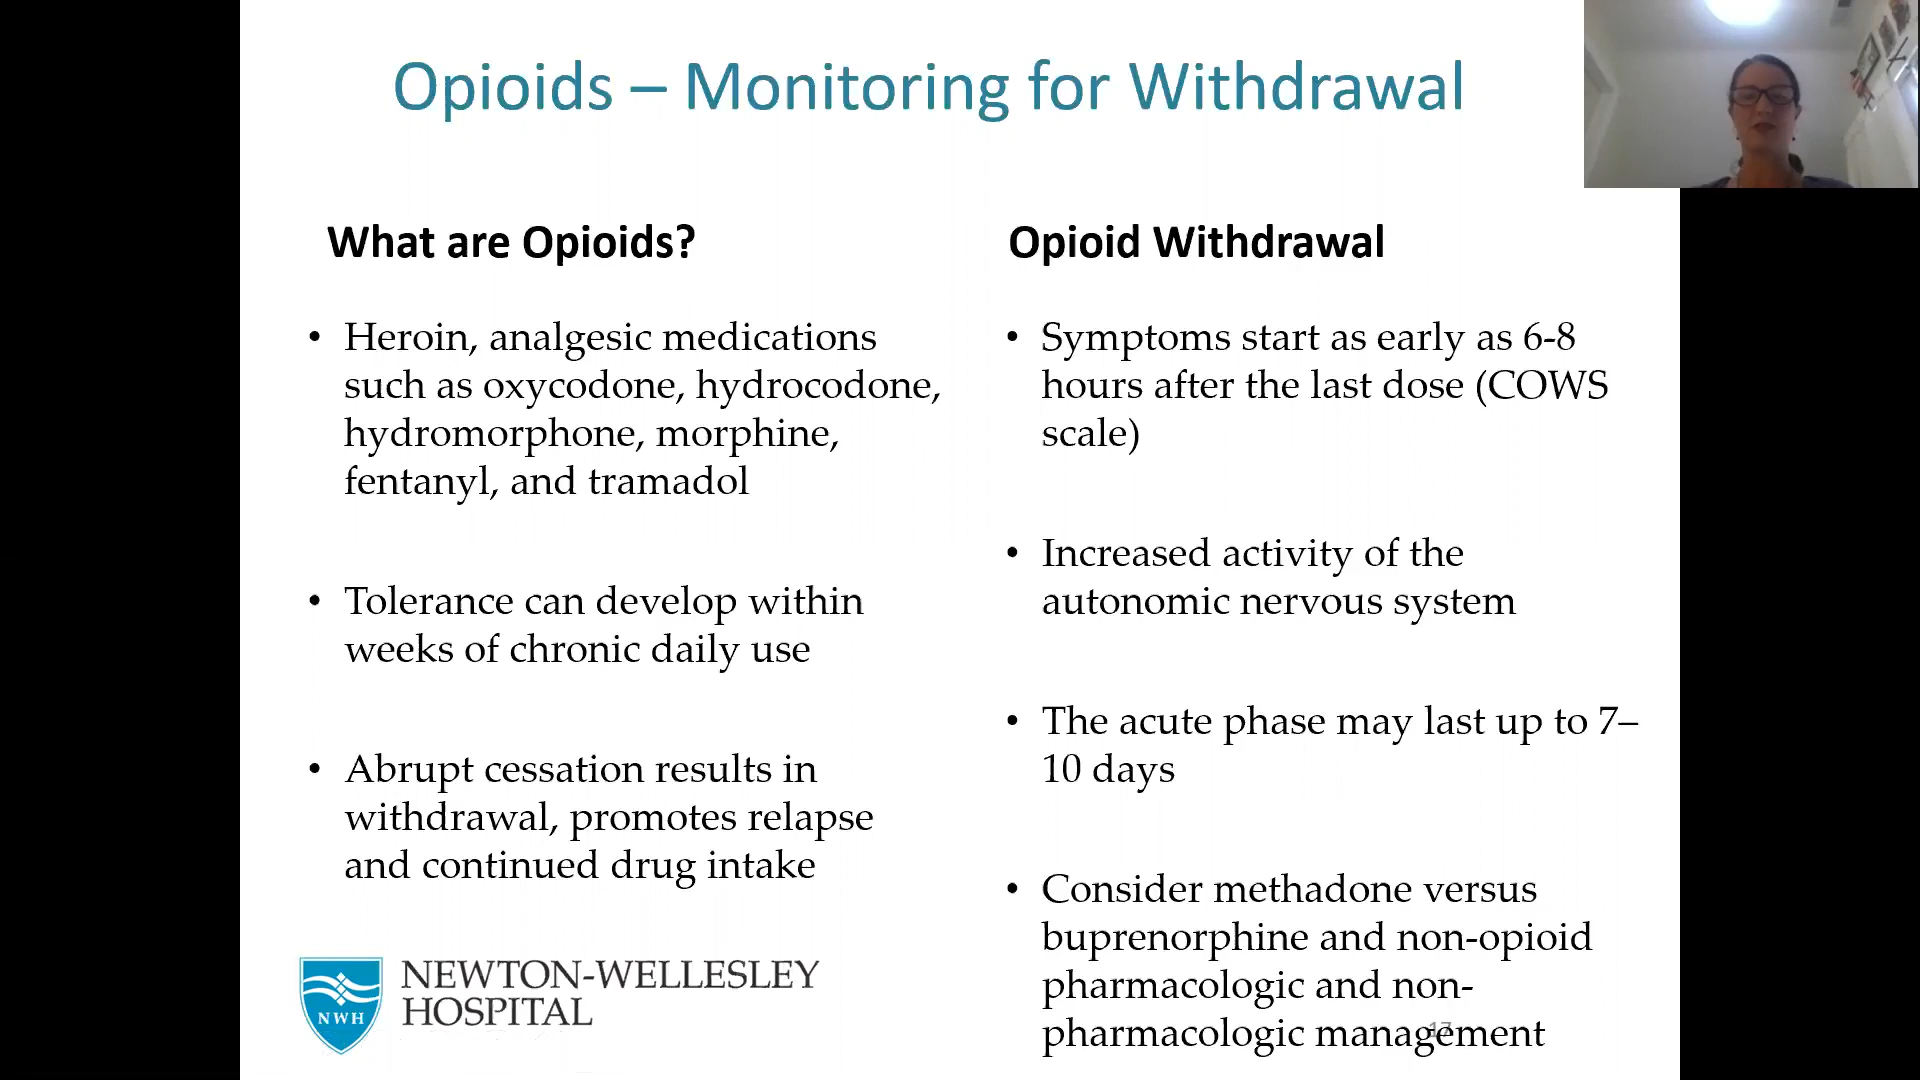 Opioids – Monitoring for Withdrawal
What are Opioids?
• Heroin, analgesic medications
such as oxycodone, hydrocodone,
hydromorphone, morphine,
fentanyl, and tramadol
• Tolerance can develop within
weeks of chronic daily use
• Abrupt cessation results in
withdrawal, promotes relapse
and continued drug intake
Opioid Withdrawal
• Symptoms start as early as 6-8
hours after the last dose (COWS
scale)
• Increased activity of the
autonomic nervous system
• The acute phase may last up to 7–
10 days
• Consider methadone versus
buprenorphine and non-opioid
pharmacologic and non-
pharmacologic management
17
NWH
NEWTON-WELLESLEY
HOSPITAL